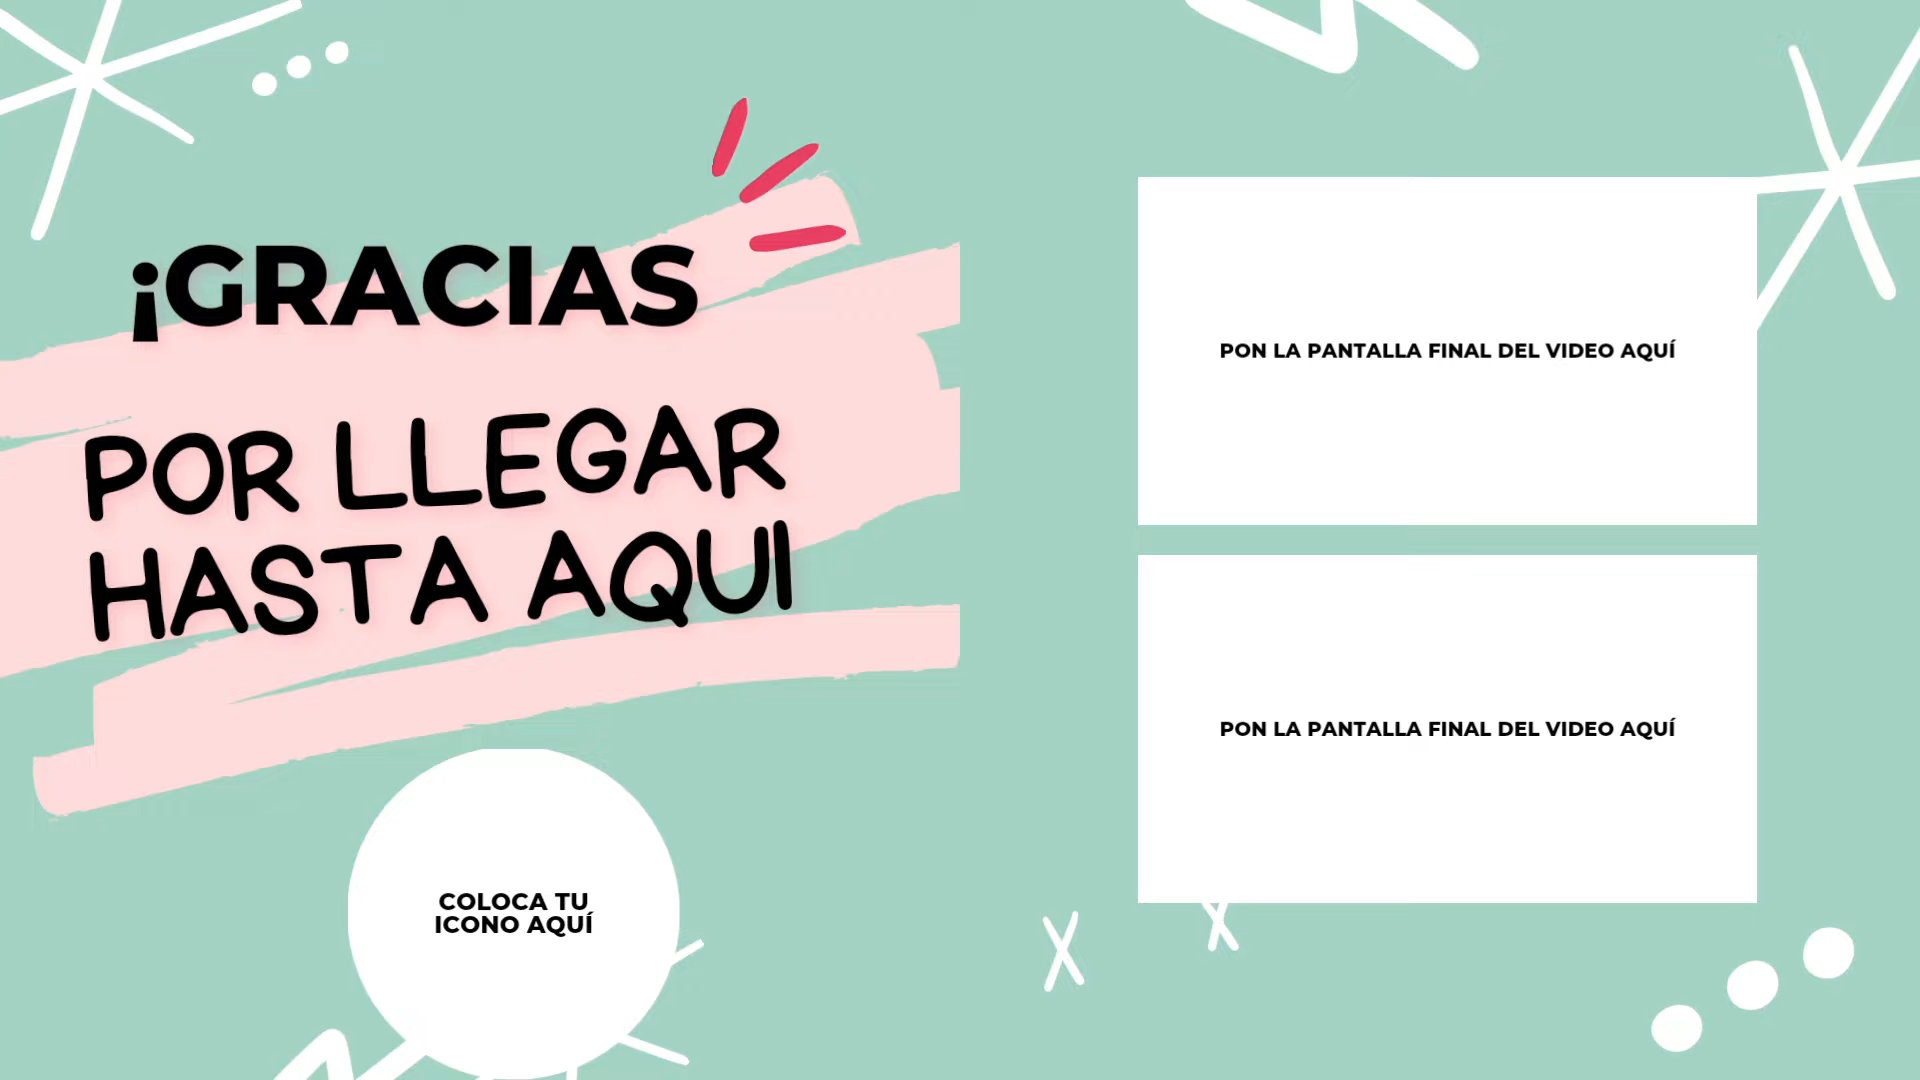 ¡GRACIAS
POR LLEGAR
HASTA AQUI
COLOCA TU
ICONO AQUÍ
PON LA PANTALLA FINAL DEL VIDEO AQUÍ
PON LA PANTALLA FINAL DEL VIDEO AQUÍ